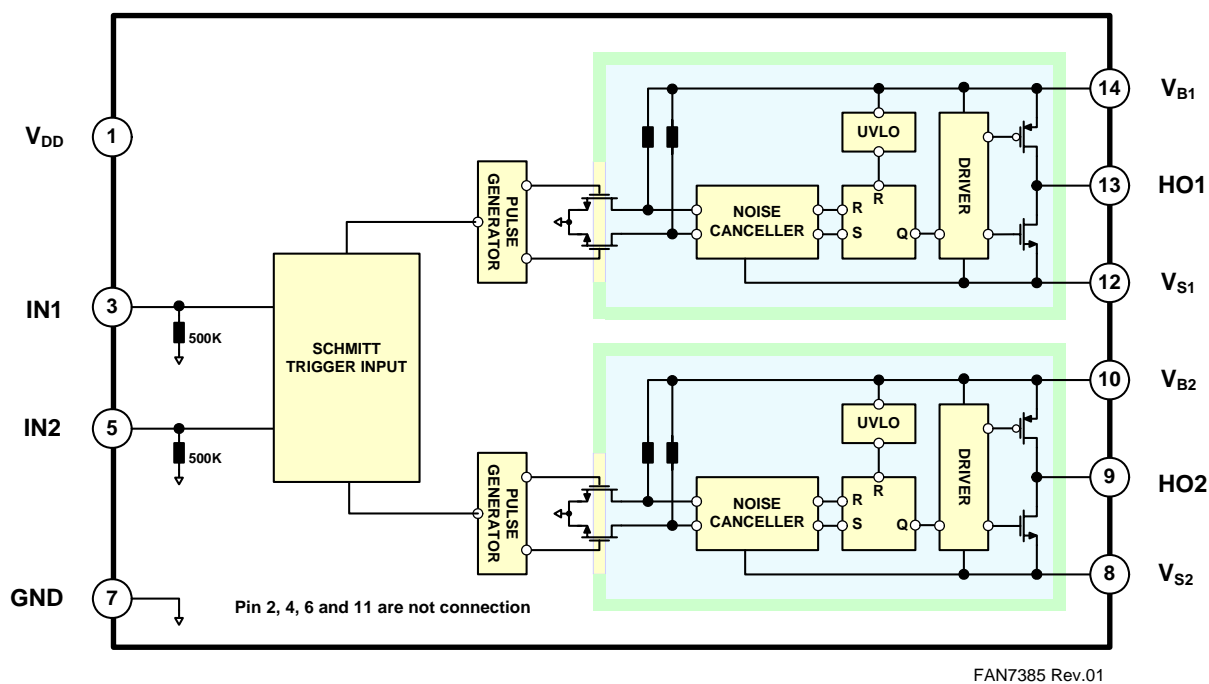 14
VB1
VDD
1
UVLO
PULSE
GENERATOR
DRIVER
13
HO1
NOISE
CANCELLER
R
R
S
Q
12
VS1
IN1
3
500K
SCHMITT
TRIGGER INPUT
10
VB2
IN2
5
500K
UVLO
PULSE
GENERATOR
DRIVER
9
HO2
NOISE
CANCELLER
R
R
S
Q
8
VS2
GND
7
Pin 2, 4, 6 and 11 are not connection
FAN7385 Rev.01